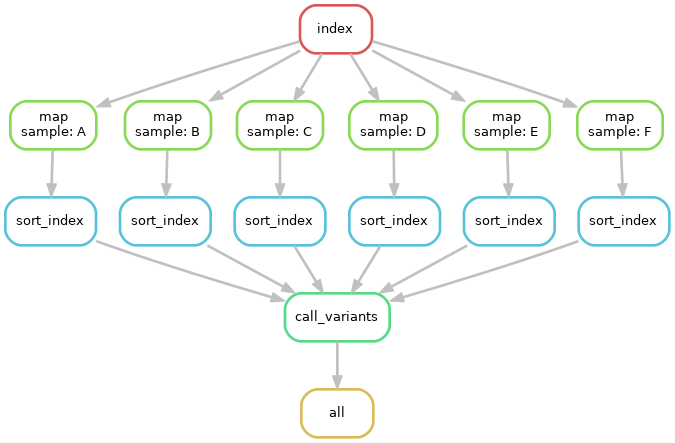 index
map
sample: A
map
sample: B
map
sample: C
map
sample: D
map
sample: E
map
sample: F
sort_index
sort_index
sort_index
sort_index
sort_index
sort_index
call_variants
all